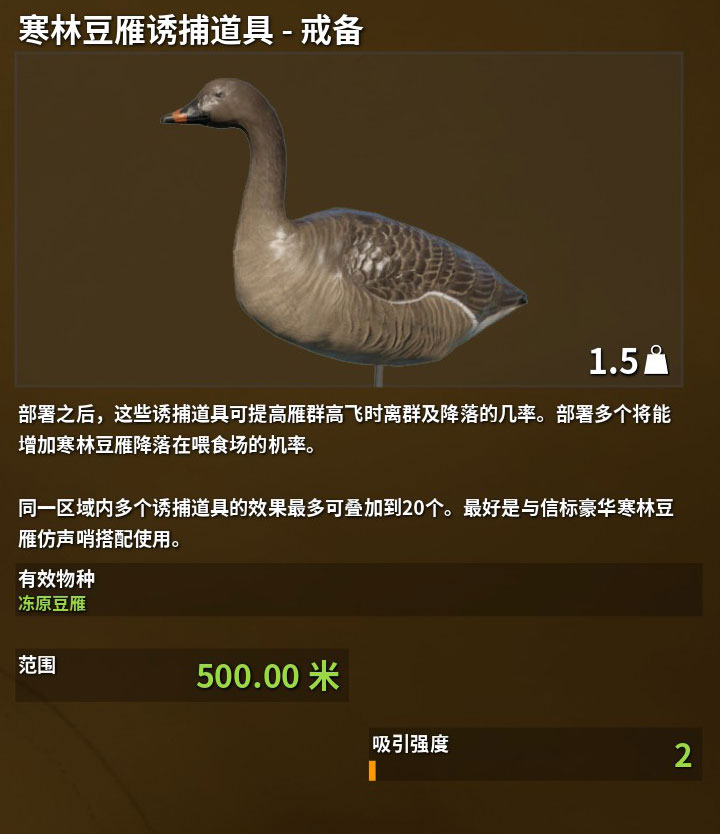 寒林豆雁诱捕道具 - 戒备
1.5
部署之后，这些诱捕道具可提高雁群高飞时离群及降落的几率。部署多个将能
增加寒林豆雁降落在喂食场的机率。
同一区域内多个诱捕道具的效果最多可叠加到20个。最好是与信标豪华寒林豆
雁仿声哨搭配使用。
有效物种
冻原豆雁
范围
500.00 米
吸引强度
2